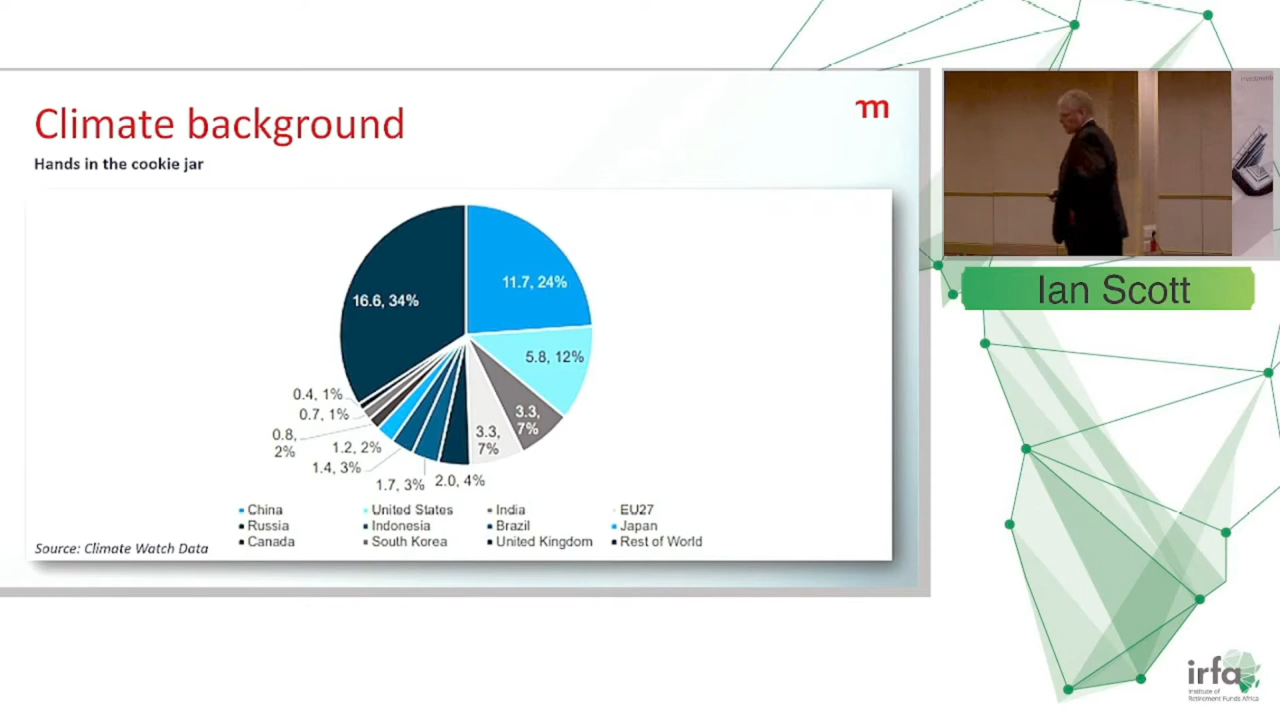 Climate background
Hands in the cookie jar
m
11.7, 24%
16.6, 34%
5.8, 12%
0.4, 1%
0.7, 1%
3.3,
7%
0.8,
2%
3.3,
7%
1.2, 2%
1.4, 3%
1.7, 3%
2.0, 4%
China United States India EU27
Russia Indonesia Brazil Japan
Canada South Korea United Kingdom Rest of World
Source: Climate Watch Data
Ian Scott
irfa
Institute of
Retirement Funds Africa